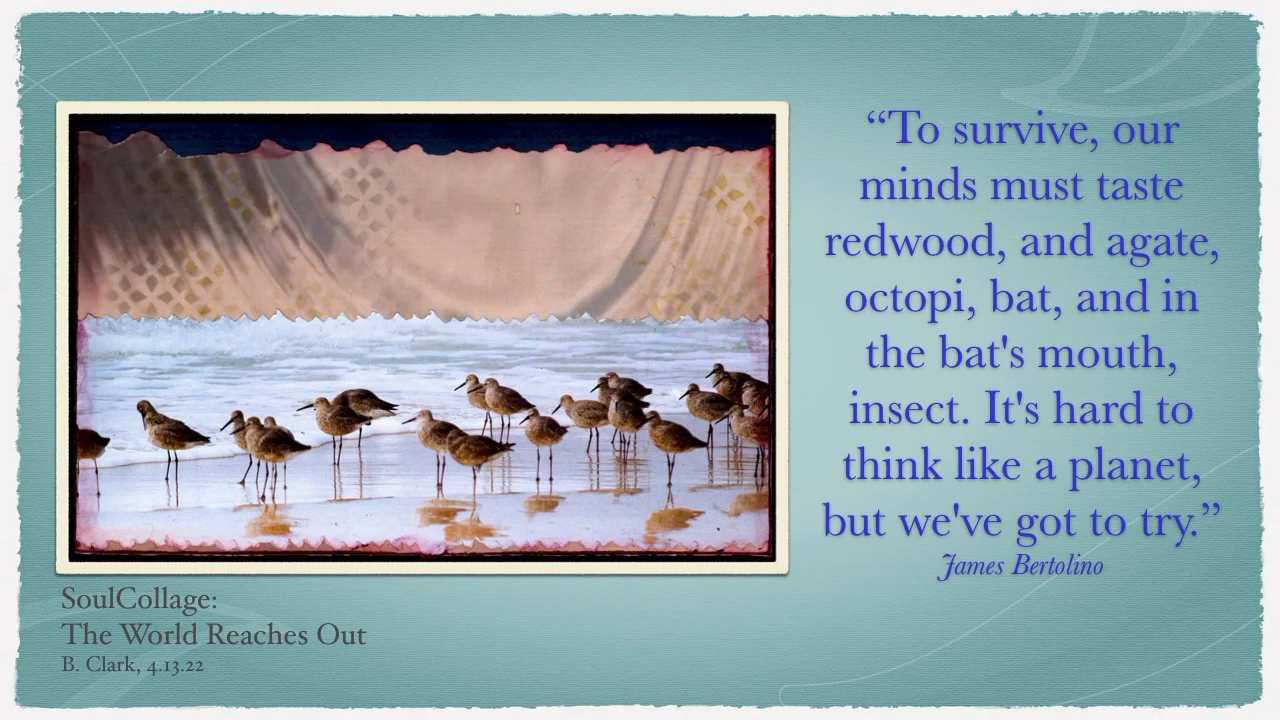 “To survive, our
minds must taste
redwood, and agate,
octopi, bat, and in
the bat's mouth,
insect. It's hard to
think like a planet,
but we've got to try.”
James Bertolino
SoulCollage:
The World Reaches Out
B. Clark, 4.13.22